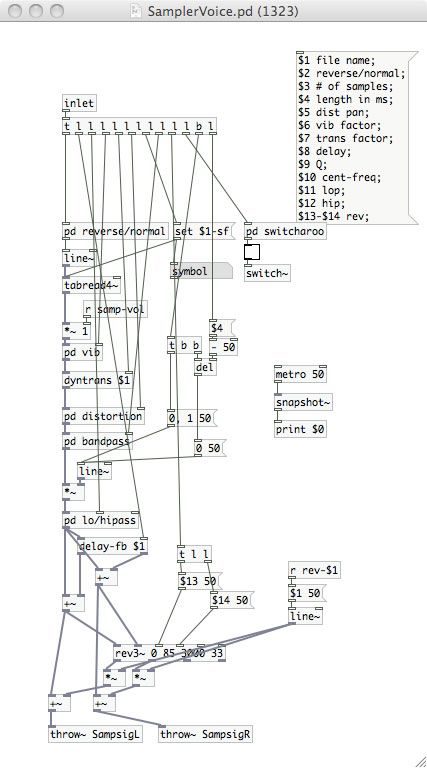 SamplerVoice.pd (1323)
$1 file name;
$2 reverse/normal;
$3 # of samples;
$4 length in ms;
$5 dist pan;
$6 vib factor;
$7 trans factor;
$8 delay;
$9 Q;
$10 cent-freq;
$11 lop;
$12 hip;
$13-$14 rev;
inlet
t l l l l l l l l l b l
pd reverse/normal
set $1-sf
pd switcharoo
line~
symbol
switch~
tabread4~
r samp-vol
*~ 1
$4
pd vib
t b b
- 50
del
dyntrans $1
metro 50
snapshot~
pd distortion
0, 1 50
print $0
pd bandpass
0 50
line~
*~
pd lo/hipass
delay-fb $1
t l l
+~
r rev-$1
$13 50
$1 50
+~
$14 50
line~
rev3~ 0 85 3000 33
*~
*~
+~
+~
throw~ SampsigL
throw~ SampsigR